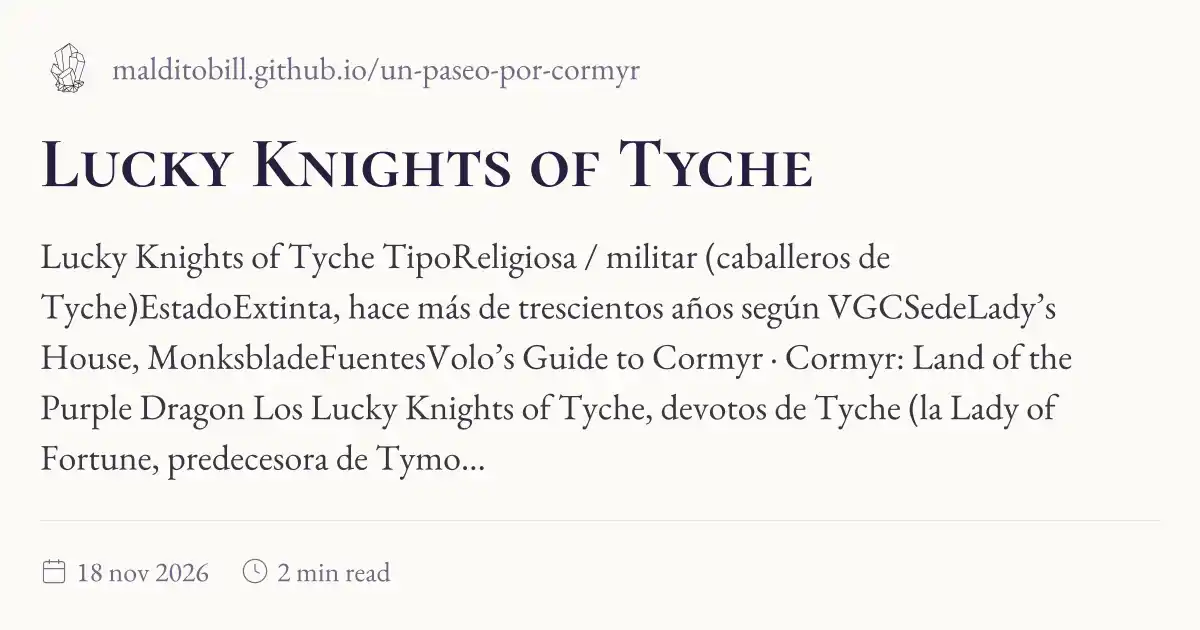 malditobill.github.io/un-paseo-por-cormyr
Lucky Knights of Tyche
Lucky Knights of Tyche TipoReligiosa / militar (caballeros de
Tyche)EstadoExtinta, hace más de trescientos años según VGCSedeLady’s
House, MonksbladeFuentesVolo’s Guide to Cormyr · Cormyr: Land of the
Purple Dragon Los Lucky Knights of Tyche, devotos de Tyche (la Lady of
Fortune, predecesora de Tymo...
18 nov 2026
2 min read